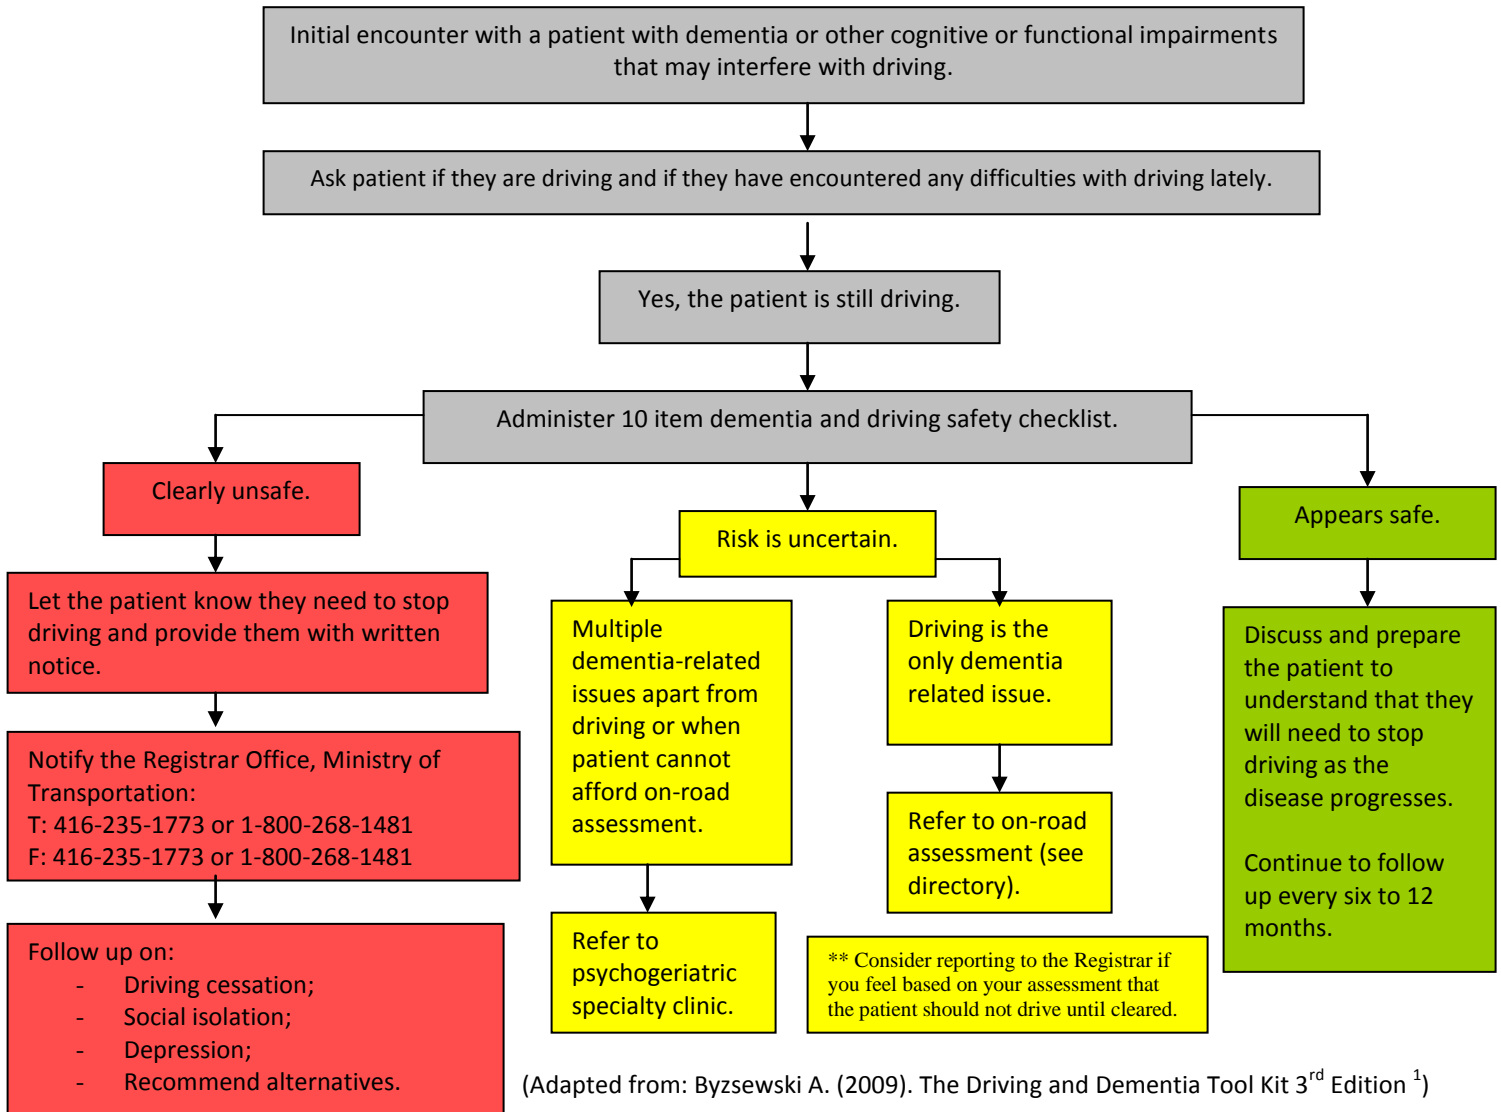 Initial encounter with a patient with dementia or other cognitive or functional impairments
that may interfere with driving.
Ask patient if they are driving and if they have encountered any difficulties with driving lately.
Yes, the patient is still driving.
Administer 10 item dementia and driving safety checklist.
Clearly unsafe.
Let the patient know they need to stop
driving and provide them with written
notice.
Notify the Registrar Office, Ministry of
Transportation:
T: 416-235-1773 or 1-800-268-1481
F: 416-235-1773 or 1-800-268-1481
Follow up on:
- Driving cessation;
- Social isolation;
- Depression;
- Recommend alternatives.
Risk is uncertain.
Multiple
dementia-related
issues apart from
driving or when
patient cannot
afford on-road
assessment.
Refer to
psychogeriatric
specialty clinic.
Driving is the
only dementia
related issue.
Refer to on-road
assessment (see
directory).
** Consider reporting to the Registrar if
you feel based on your assessment that
the patient should not drive until cleared.
Appears safe.
Discuss and prepare
the patient to
understand that they
will need to stop
driving as the
disease progresses.
Continue to follow
up every six to 12
months.
(Adapted from: Byzsewski A. (2009). The Driving and Dementia Tool Kit 3rd Edition 1)